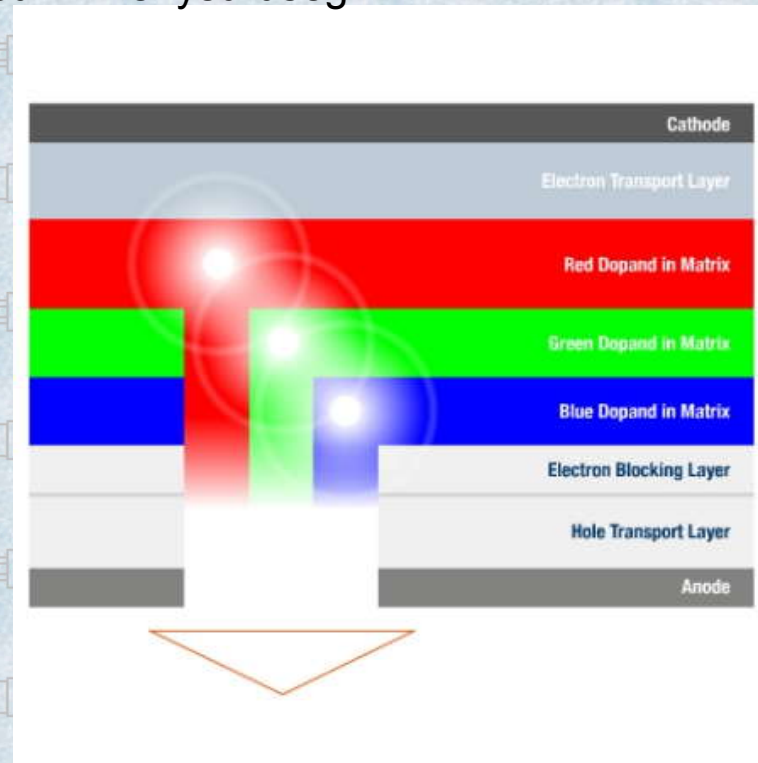 Cathode
Electron Transport Layer
Red Dopand in Matrix
Green Dopand in Matrix
Blue Dopand in Matrix
Electron Blocking Layer
Hole Transport Layer
Anode